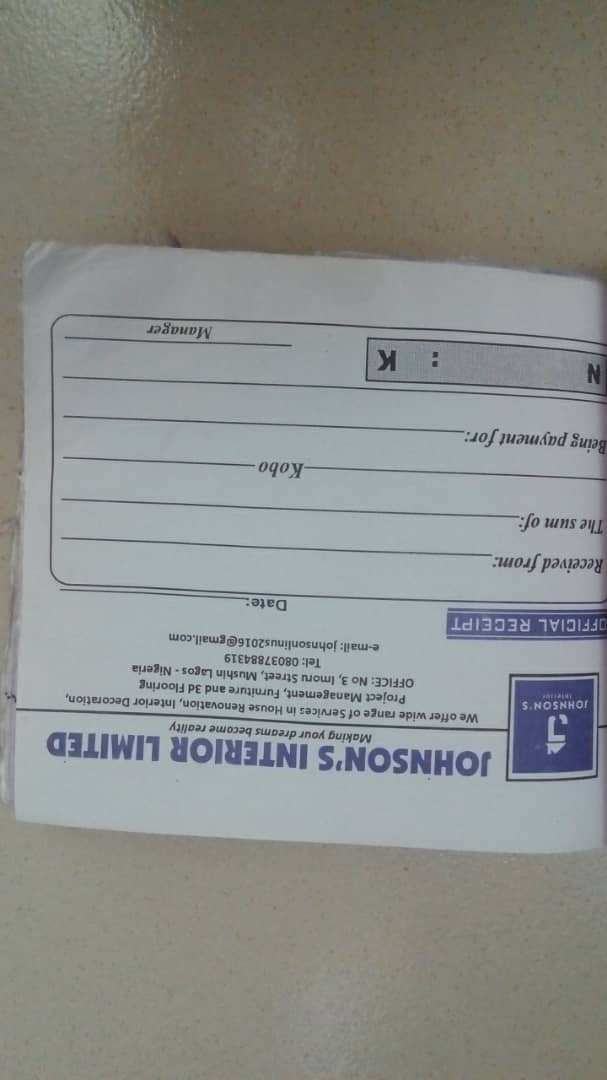 JOHNSON'S INTERIOR LIMITED
Making your dreams become reality
JOHNSON'S
INTERIOR
We offer wide range of Services in House Renovation, Interior Decoration,
Project Management, Furniture and 3d Flooring
OFFICE: No 3, Imoru Street, Mushin Lagos - Nigeria
Tel: 08037884319
e-mail: johnsonlinus2016@gmail.com
OFFICIAL RECEIPT
Date:
Received from:
The sum of:
Kobo
Being payment for:
N : K
Manager